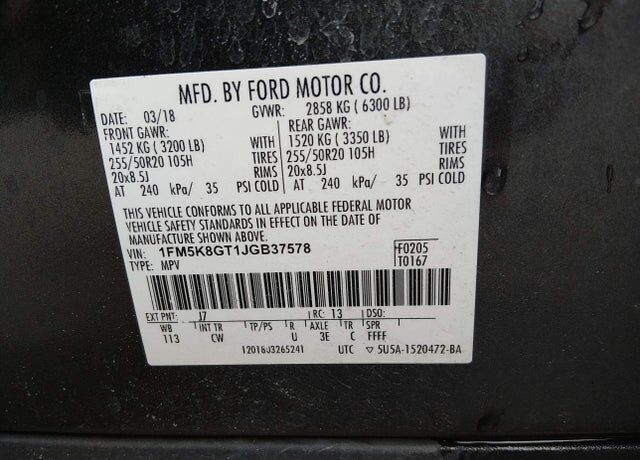 MFD. BY FORD MOTOR CO.
DATE: 03/18 GVWR: 2858 KG ( 6300 LB)
FRONT GAWR: REAR GAWR:
1452 KG ( 3200 LB) WITH 1520 KG ( 3350 LB) WITH
255/50R20 105H TIRES 255/50R20 105H TIRES
20x8.5J RIMS 20x8.5J RIMS
AT 240 kPa/ 35 PSI COLD AT 240 kPa/ 35 PSI COLD
THIS VEHICLE CONFORMS TO ALL APPLICABLE FEDERAL MOTOR
VEHICLE SAFETY STANDARDS IN EFFECT ON THE DATE OF
MANUFACTURE SHOWN ABOVE.
VIN: 1FM5K8GT1JGB37578 F0205
TYPE: MPV T0167
EXT PNT: J7 RC: 13 DSO:
WB INT TR TP/PS R AXLE TR SPR
113 CW U 3E C FFFF
UTC ▽ 5U5A-1520472-BA